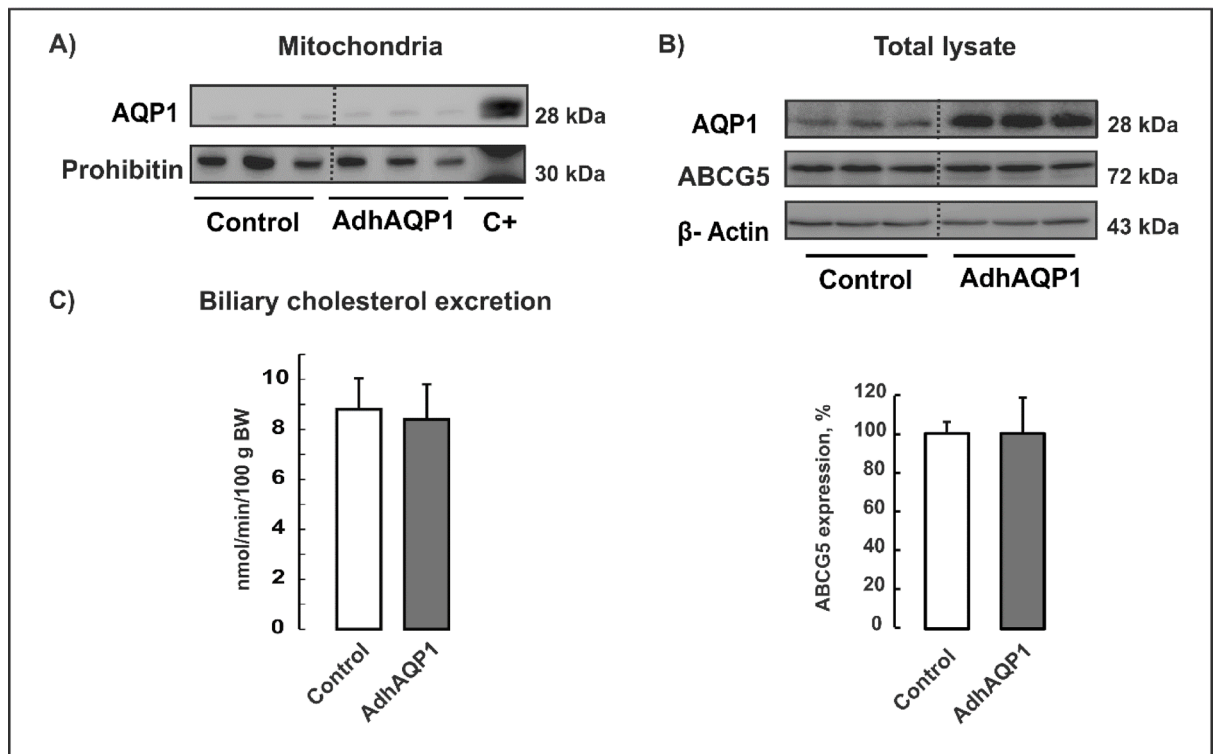 A)
Mitochondria
AQP1
28 kDa
Prohibitin
30 kDa
Control
AdhAQP1
C+
B)
Total lysate
AQP1
28 kDa
ABCG5
72 kDa
β- Actin
43 kDa
Control
AdhAQP1
C)
Biliary cholesterol excretion
nmol/min/100 g BW
10
8
6
4
2
0
Control
AdhAQP1
ABCG5 expression, %
120
100
80
60
40
20
0
Control
AdhAQP1